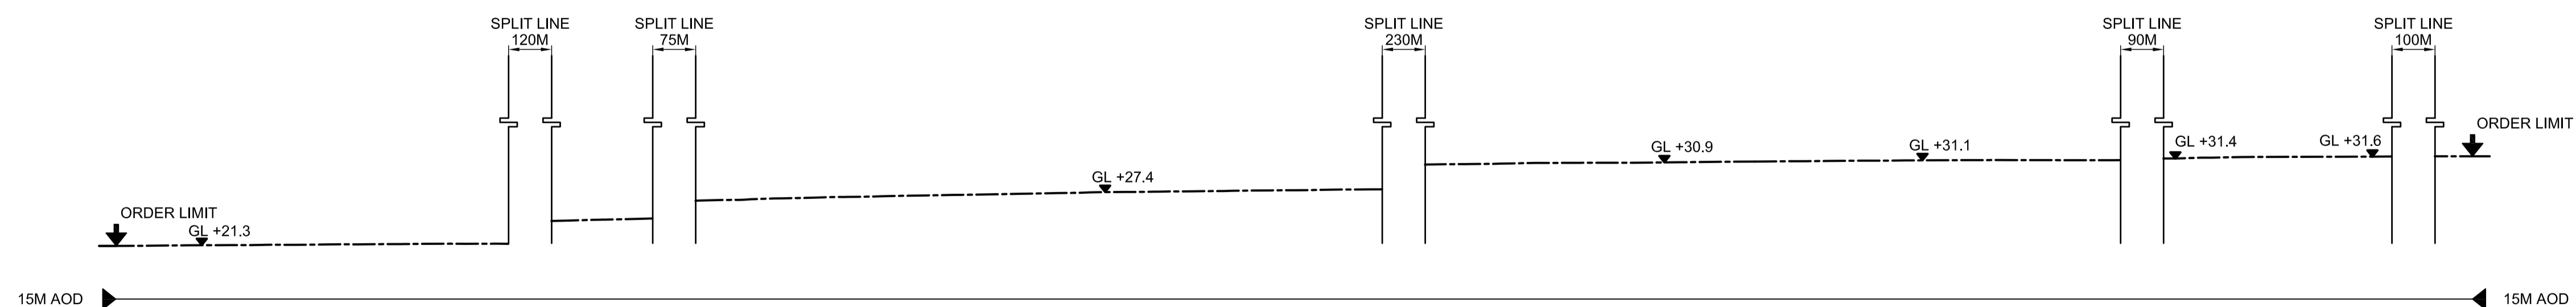 SPLIT LINE
120M
SPLIT LINE
75M
SPLIT LINE
230M
SPLIT LINE
90M
SPLIT LINE
100M
ORDER LIMIT
GL +21.3
GL +27.4
GL +30.9
GL +31.1
GL +31.4
GL +31.6
ORDER LIMIT
15M AOD
15M AOD